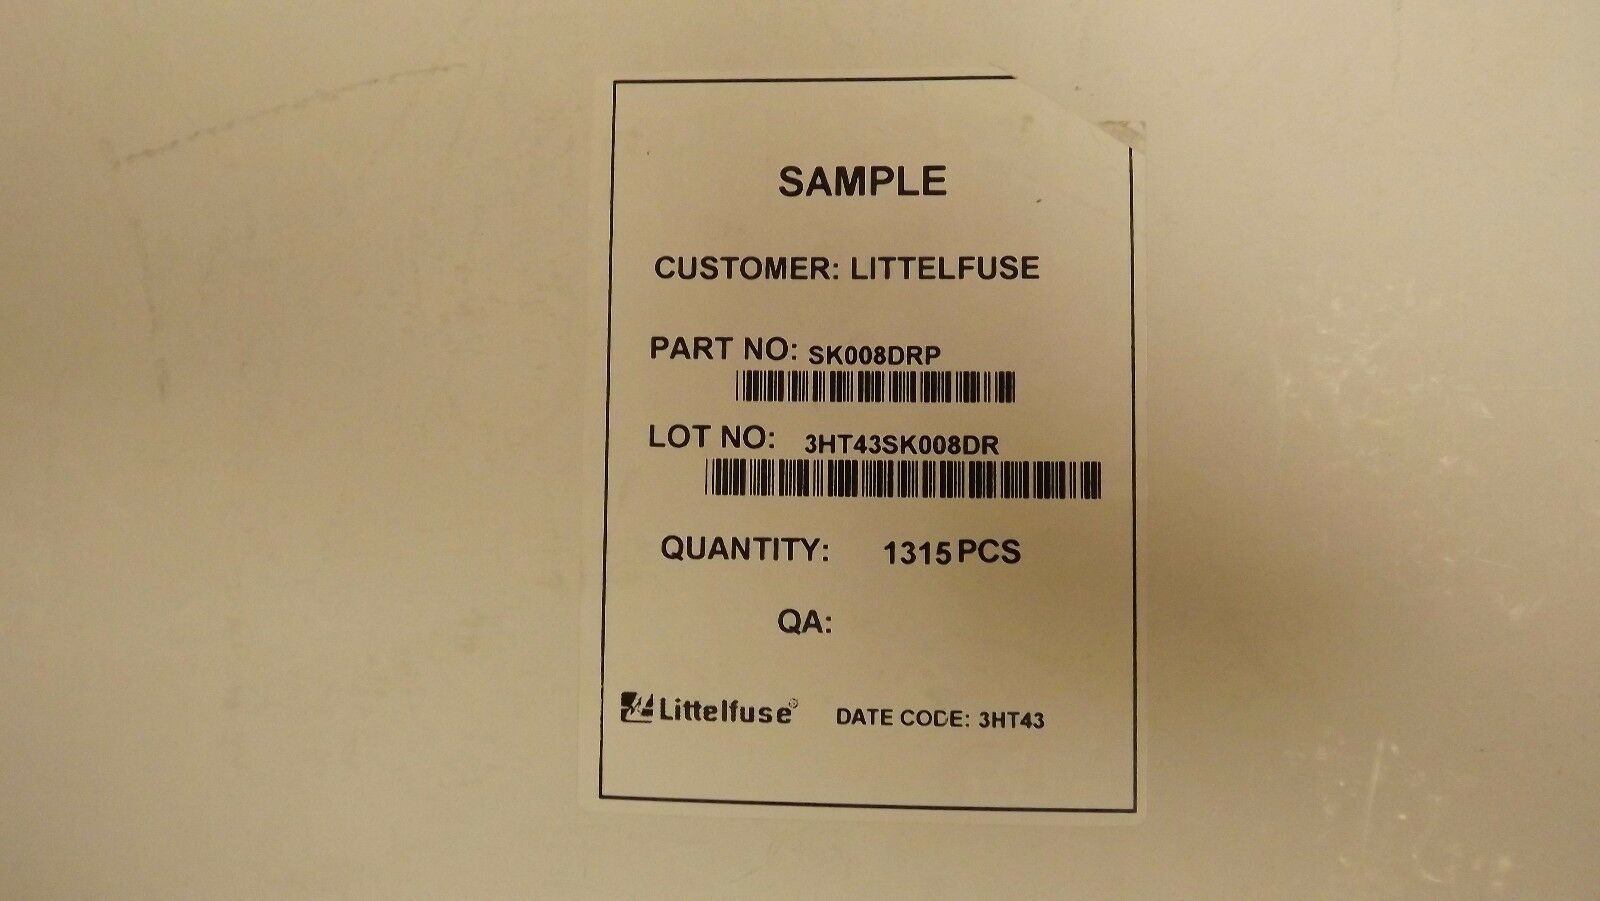 SAMPLE
CUSTOMER: LITTELFUSE
PART NO: SK008DRP
LOT NO: 3HT43SK008DR
QUANTITY: 1315 PCS
QA:
Littelfuse® DATE CODE: 3HT43